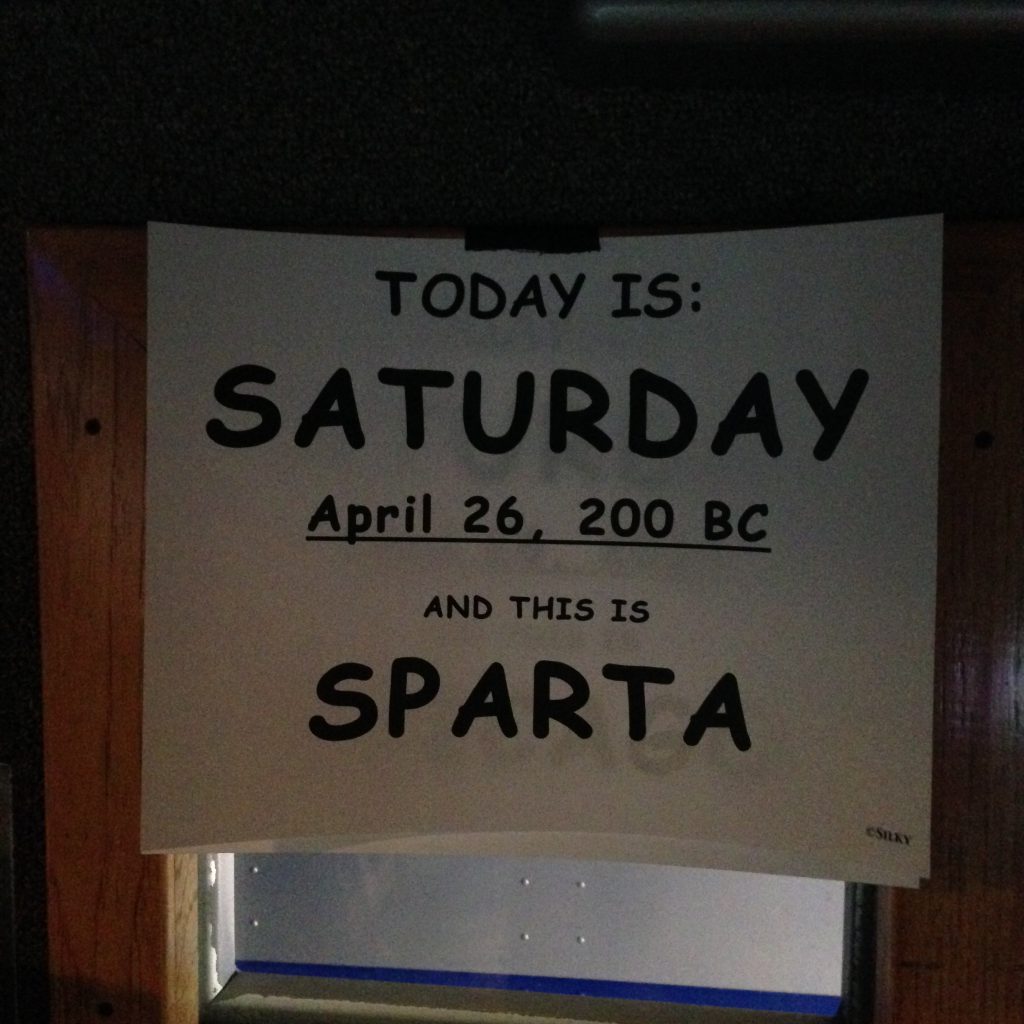 TODAY IS:
SATURDAY
April 26, 200 BC
AND THIS IS
SPARTA
©SILKY